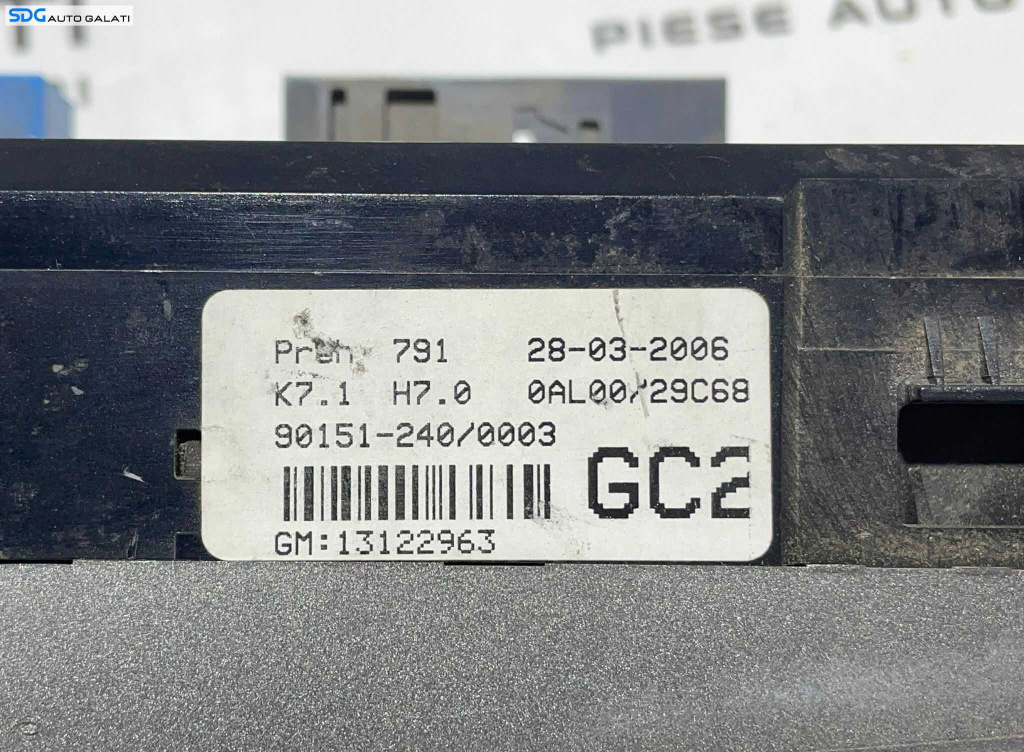 SDG AUTO GALATI
PIESE AUTO
Preh 791 28-03-2006
K7.1 H7.0 0AL00/29C68
90151-240/0003
GC2
GM:13122963